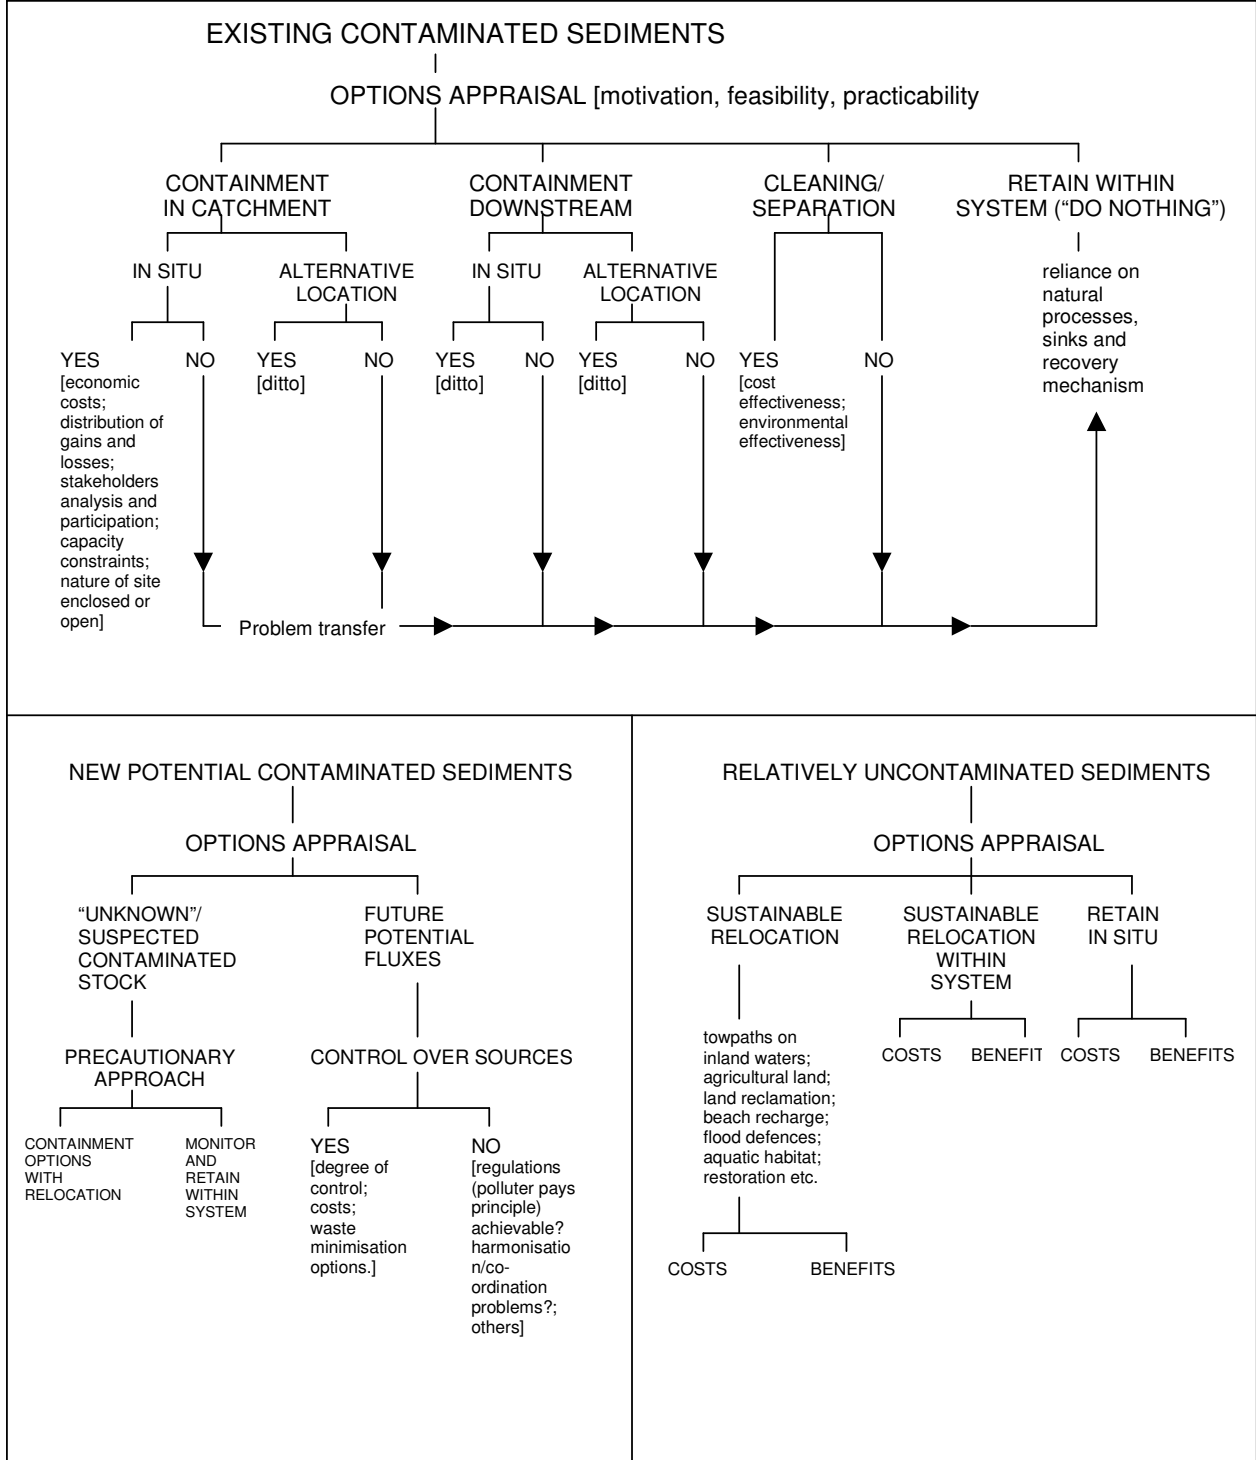 EXISTING CONTAMINATED SEDIMENTS
OPTIONS APPRAISAL [motivation, feasibility, practicability
CONTAINMENT
IN CATCHMENT
CONTAINMENT
DOWNSTREAM
CLEANING/
SEPARATION
RETAIN WITHIN
SYSTEM (“DO NOTHING”)
IN SITU
ALTERNATIVE
LOCATION
IN SITU
ALTERNATIVE
LOCATION
reliance on
natural
processes,
sinks and
recovery
mechanism
YES
[economic
costs;
distribution of
gains and
losses;
stakeholders
analysis and
participation;
capacity
constraints;
nature of site
enclosed or
open]
NO
YES
[ditto]
NO
YES
[ditto]
NO
YES
[ditto]
NO
YES
[cost
effectiveness;
environmental
effectiveness]
NO
Problem transfer
NEW POTENTIAL CONTAMINATED SEDIMENTS
OPTIONS APPRAISAL
“UNKNOWN”/
SUSPECTED
CONTAMINATED
STOCK
FUTURE
POTENTIAL
FLUXES
PRECAUTIONARY
APPROACH
CONTROL OVER SOURCES
CONTAINMENT
OPTIONS
WITH
RELOCATION
MONITOR
AND
RETAIN
WITHIN
SYSTEM
YES
[degree of
control;
costs;
waste
minimisation
options.]
NO
[regulations
(polluter pays
principle)
achievable?
harmonisatio
n/co-
ordination
problems?;
others]
RELATIVELY UNCONTAMINATED SEDIMENTS
OPTIONS APPRAISAL
SUSTAINABLE
RELOCATION
SUSTAINABLE
RELOCATION
WITHIN
SYSTEM
RETAIN
IN SITU
towpaths on
inland waters;
agricultural land;
land reclamation;
beach recharge;
flood defences;
aquatic habitat;
restoration etc.
COSTS
BENEFIT
COSTS
BENEFITS
COSTS
BENEFITS